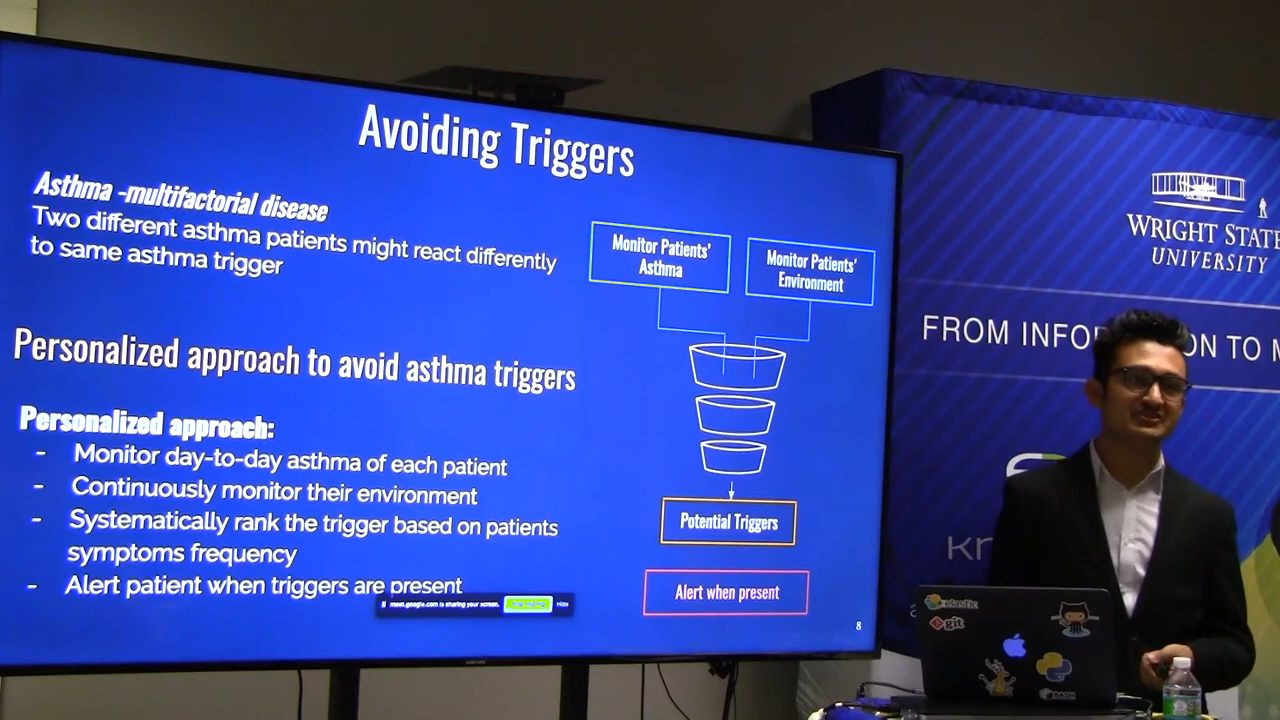 Avoiding Triggers
Asthma -multifactorial disease
Two different asthma patients might react differently
to same asthma trigger
Personalized approach to avoid asthma triggers
Personalized approach:
- Monitor day-to-day asthma of each patient
- Continuously monitor their environment
- Systematically rank the trigger based on patients
symptoms frequency
- Alert patient when triggers are present
Monitor Patients'
Asthma
Monitor Patients'
Environment
Potential Triggers
Alert when present
meet.google.com is sharing your screen.
Hide
8
WRIGHT STATE
UNIVERSITY
FROM INFOR ON TO M
Kn
elastic
git
BASH